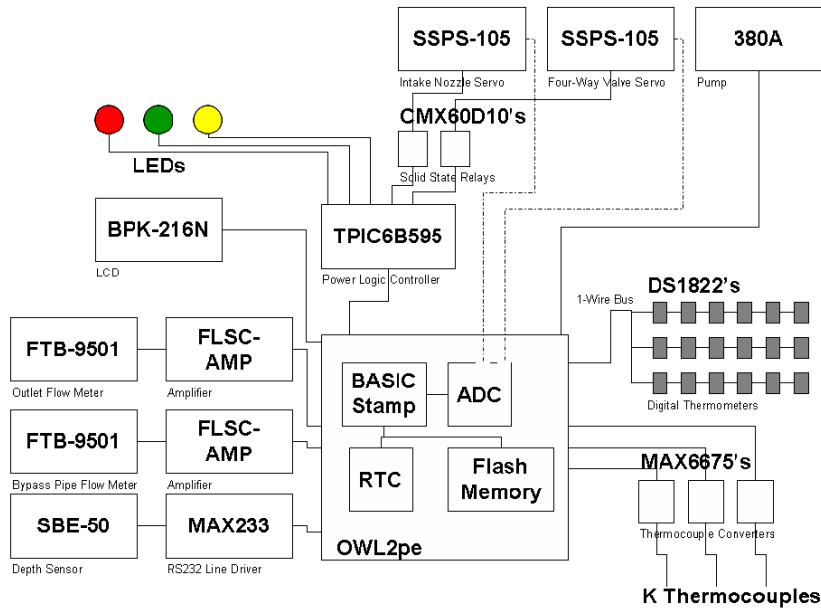 SSPS-105
SSPS-105
380A
Intake Nozzle Servo
Four-Way Valve Servo
Pump
CMX60D10's
LEDs
Solid State Relays
BPK-216N
TPIC6B595
LCD
Power Logic Controller
DS1822's
1-Wire Bus
FTB-9501
FLSC-
AMP
BASIC
Stamp
ADC
Outlet Flow Meter
Amplifier
Digital Thermometers
FTB-9501
FLSC-
AMP
RTC
Flash
Memory
MAX6675's
Bypass Pipe Flow Meter
Amplifier
SBE-50
MAX233
OWL2pe
Thermocouple Converters
Depth Sensor
RS232 Line Driver
K Thermocouples